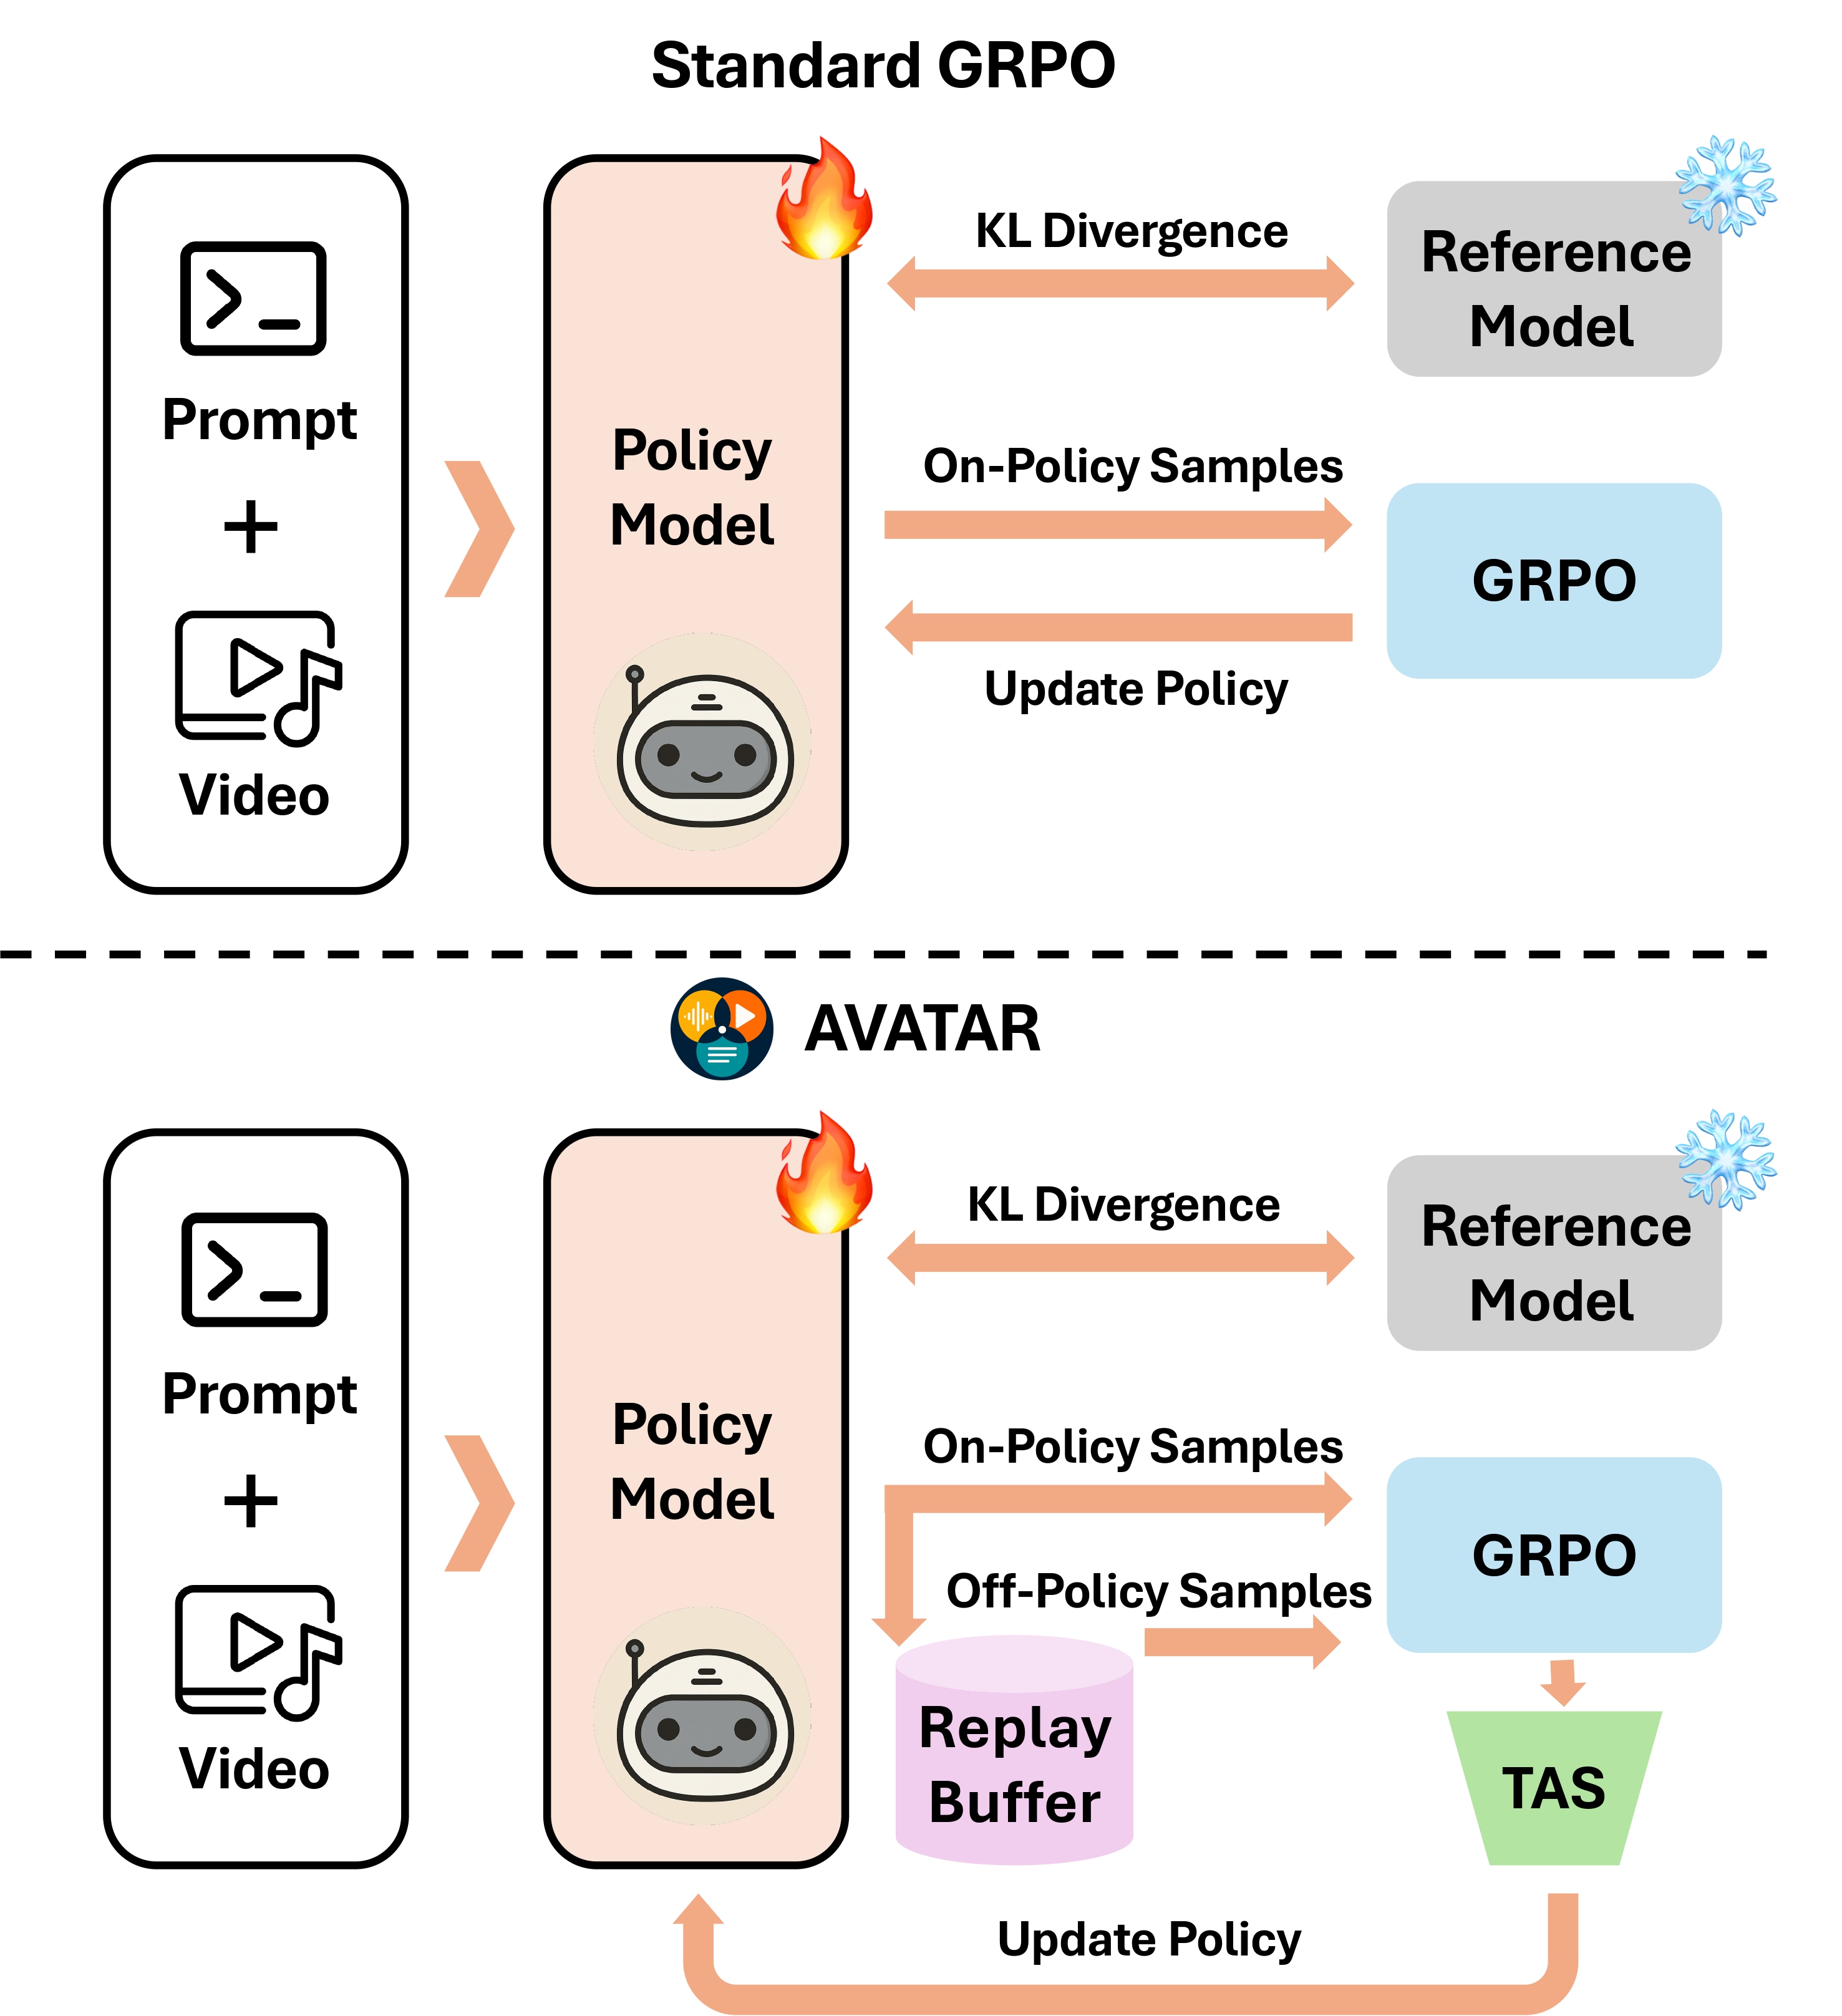 Standard GRPO
Prompt
+
Video
Policy
Model
KL Divergence
Reference
Model
On-Policy Samples
GRPO
Update Policy
AVATAR
Prompt
+
Video
Policy
Model
KL Divergence
Reference
Model
On-Policy Samples
GRPO
Off-Policy Samples
Replay
Buffer
TAS
Update Policy